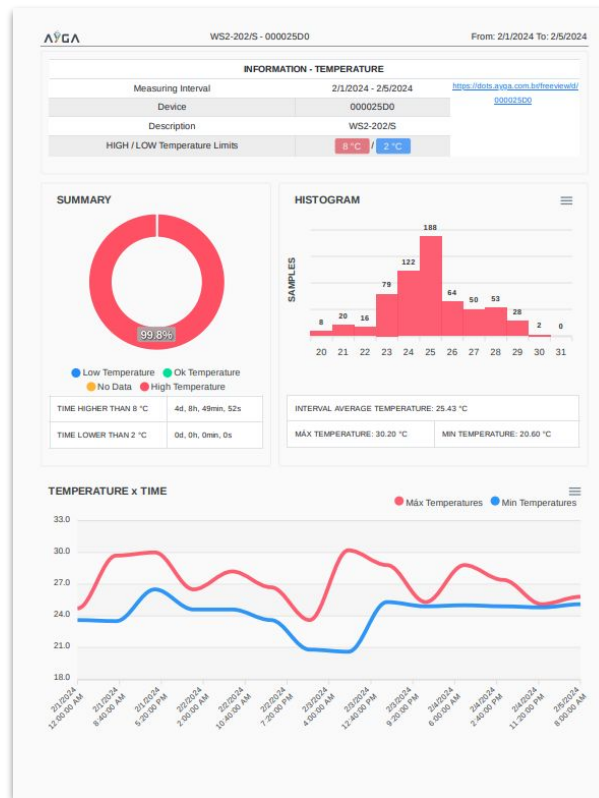 AYGA WS2-202/S - 000025D0 From: 2/1/2024 To: 2/5/2024
INFORMATION - TEMPERATURE
Measuring Interval 2/1/2024 - 2/5/2024 https://dots.ayga.com.br/freeview/d/
000025D0
Device 000025D0
Description WS2-202/S
HIGH / LOW Temperature Limits 8 °C / 2 °C
SUMMARY
99.8%
Low Temperature Ok Temperature
No Data High Temperature
TIME HIGHER THAN 8 °C 4d, 8h, 49min, 52s
TIME LOWER THAN 2 °C 0d, 0h, 0min, 0s
HISTOGRAM
SAMPLES
8 20 16 79 122 188 64 50 53 28 2 0
20 21 22 23 24 25 26 27 28 29 30 31
INTERVAL AVERAGE TEMPERATURE: 25.43 °C
MÁX TEMPERATURE: 30.20 °C MIN TEMPERATURE: 20.60 °C
TEMPERATURE x TIME
Máx Temperatures Min Temperatures
33.0
30.0
27.0
24.0
21.0
18.0
2/1/2024 12:00:00 AM
2/1/2024 8:40:00 AM
2/1/2024 5:20:00 PM
2/2/2024 2:00:00 AM
2/2/2024 10:40:00 AM
2/2/2024 7:20:00 PM
2/3/2024 4:00:00 AM
2/3/2024 12:40:00 PM
2/3/2024 9:20:00 PM
2/4/2024 6:00:00 AM
2/4/2024 2:40:00 PM
2/4/2024 11:20:00 PM
2/5/2024 8:00:00 AM